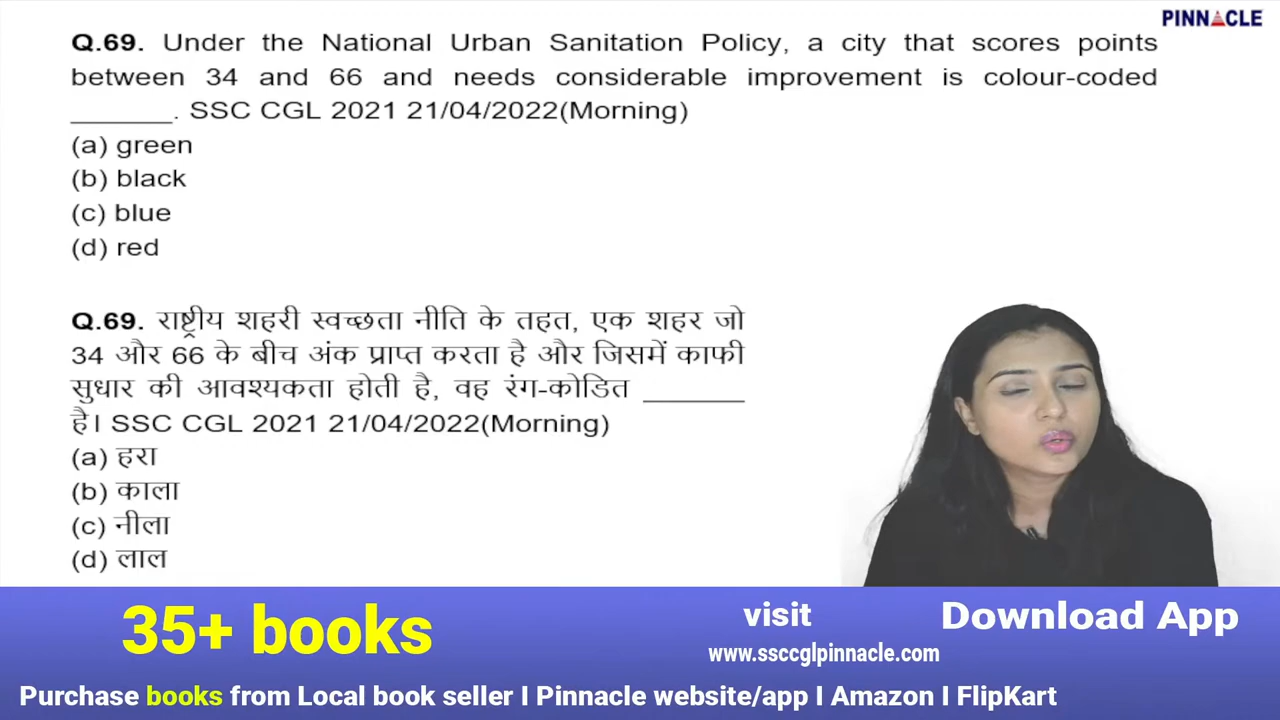 PINNACLE
Q.69. Under the National Urban Sanitation Policy, a city that scores points
between 34 and 66 and needs considerable improvement is colour-coded
_______. SSC CGL 2021 21/04/2022(Morning)
(a) green
(b) black
(c) blue
(d) red
Q.69. राष्ट्रीय शहरी स्वच्छता नीति के तहत, एक शहर जो
34 और 66 के बीच अंक प्राप्त करता है और जिसमें काफी
सुधार की आवश्यकता होती है, वह रंग-कोडित _______
है। SSC CGL 2021 21/04/2022(Morning)
(a) हरा
(b) काला
(c) नीला
(d) लाल
35+ books
visit
www.ssccglpinnacle.com
Download App
Purchase books from Local book seller I Pinnacle website/app I Amazon I FlipKart